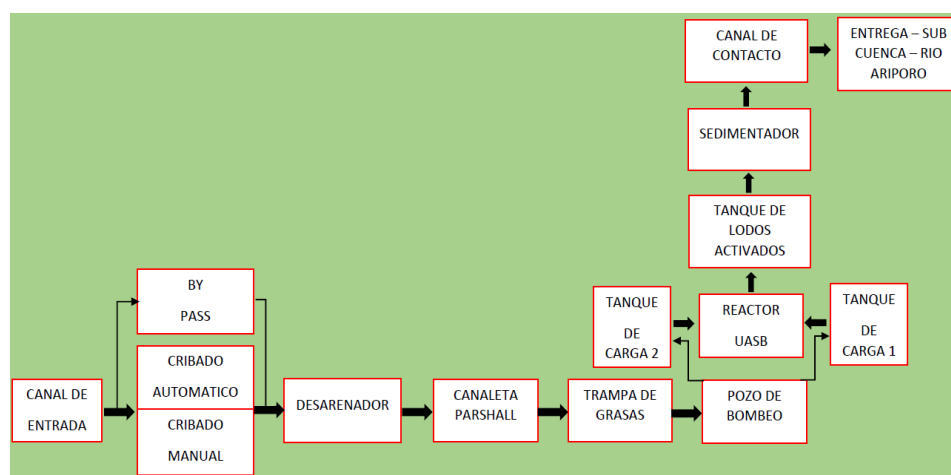 CANAL DE
ENTRADA
BY
PASS
CRIBADO
AUTOMATICO
CRIBADO
MANUAL
DESARENADOR
CANALETA
PARSHALL
TRAMPA DE
GRASAS
POZO DE
BOMBEO
TANQUE
DE
CARGA 2
TANQUE
DE
CARGA 1
REACTOR
UASB
TANQUE DE
LODOS
ACTIVADOS
SEDIMENTADOR
CANAL DE
CONTACTO
ENTREGA – SUB
CUENCA – RIO
ARIPORO